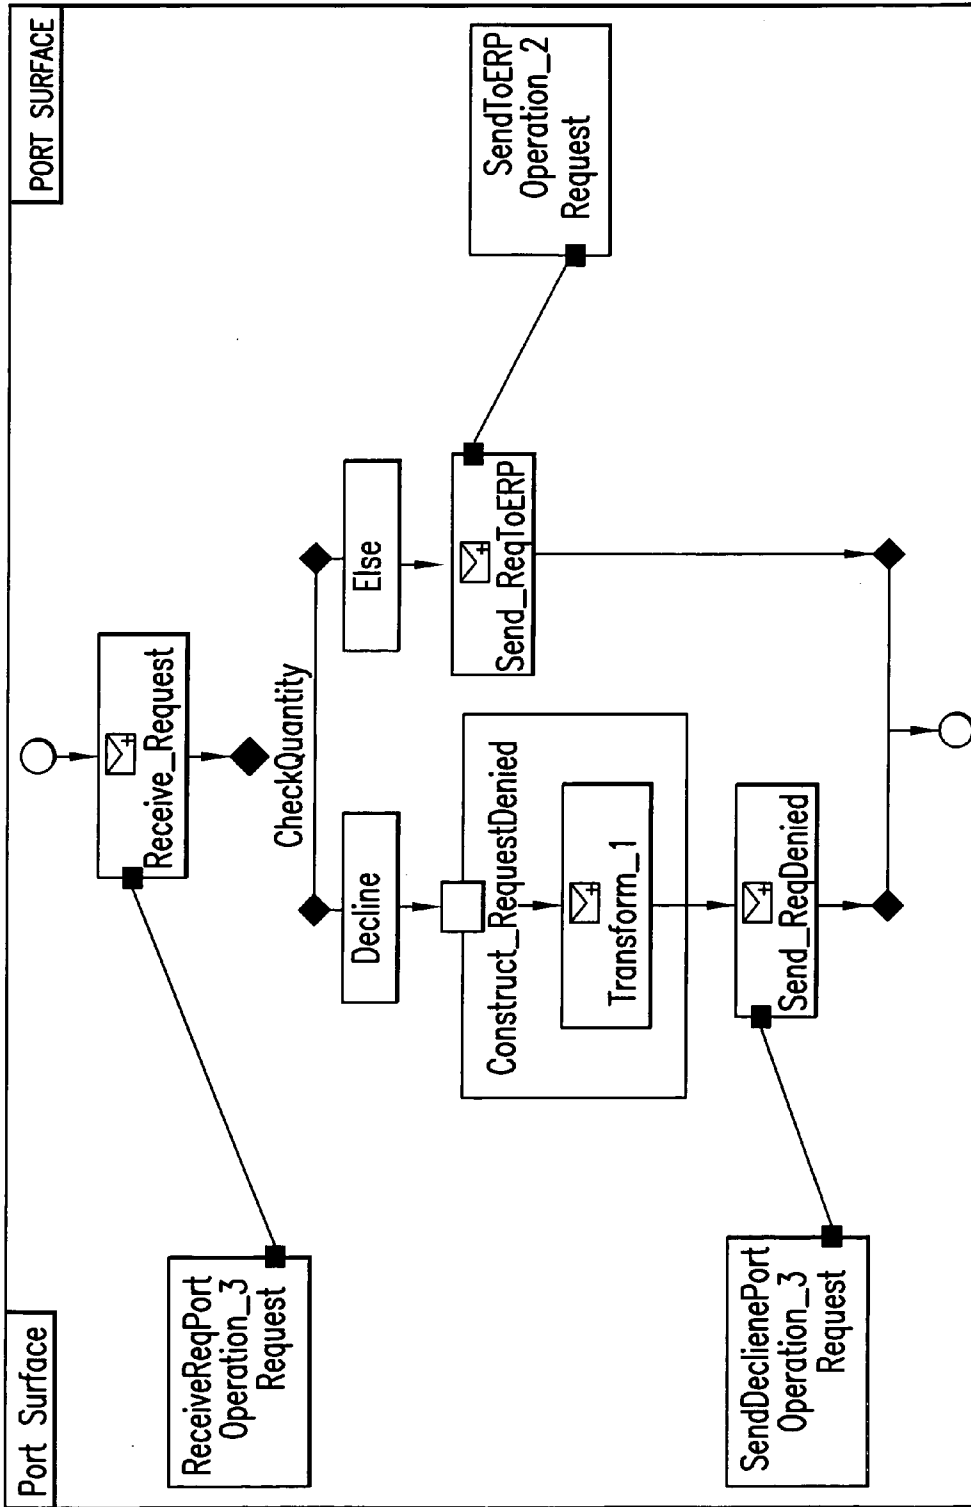 Port Surface
PORT SURFACE
Receive_Request
ReceiveReqPort
Operation_3
Request
CheckQuantity
Decline
Else
Construct_RequestDenied
Transform_1
Send_ReqToERP
SendToERP
Operation_2
Request
Send_ReqDenied
SendDeclienePort
Operation_3
Request